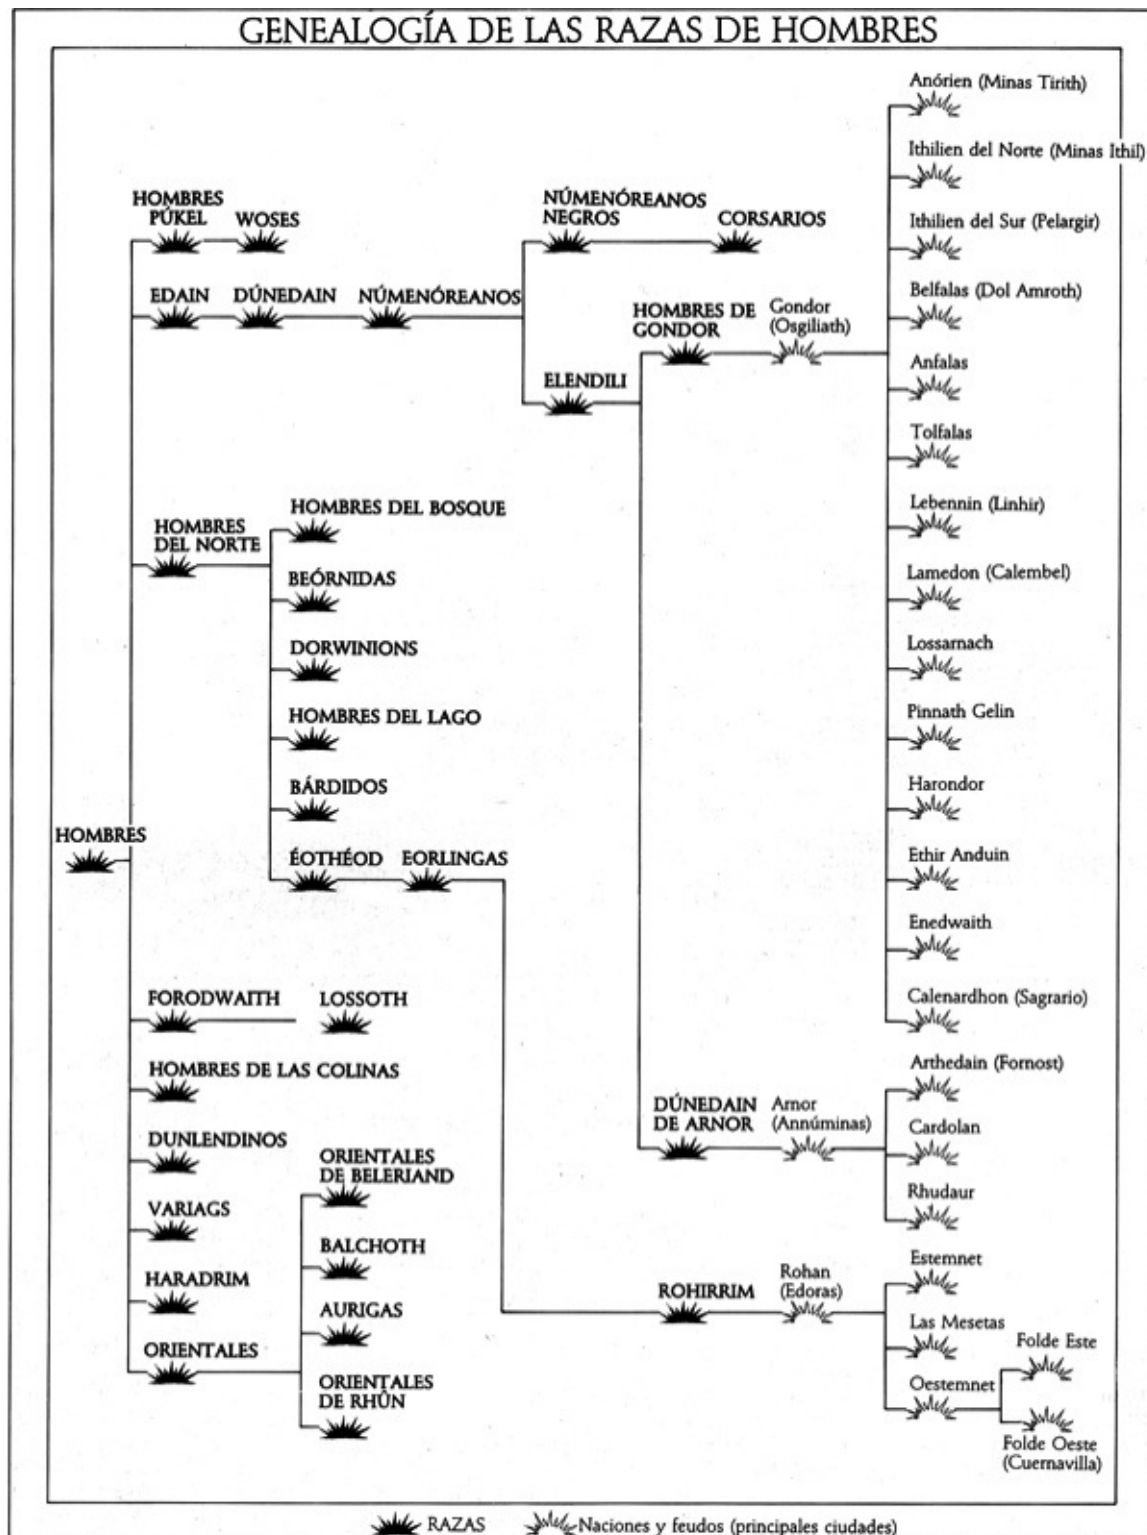 GENEALOGÍA DE LAS RAZAS DE HOMBRES
Anórien (Minas Tirith)
Ithilien del Norte (Minas Ithil)
HOMBRES
PÚKEL
WOSES
NÚMENÓREANOS
NEGROS
CORSARIOS
Ithilien del Sur (Pelargir)
EDAIN
DÚNEDAIN
NÚMENÓREANOS
Belfalas (Dol Amroth)
HOMBRES DE
GONDOR
Gondor
(Osgiliath)
ELENDILI
Anfalas
Tolfalas
HOMBRES DEL BOSQUE
Lebennin (Linhir)
HOMBRES
DEL NORTE
BEÓRNIDAS
Lamedon (Calembel)
DORWINIONS
Lossarnach
HOMBRES DEL LAGO
Pinnath Gelin
BÁRDIDOS
Harondor
HOMBRES
ÉOTHÉOD
EORLINGAS
Ethir Anduin
Enedwaith
FORODWAITH
LOSSOTH
Calenardhon (Sagrario)
HOMBRES DE LAS COLINAS
Arthedain (Fornost)
DUNLENDINOS
DÚNEDAIN
DE ARNOR
Arnor
(Annúminas)
Cardolan
ORIENTALES
DE BELERIAND
VARIAGS
Rhudaur
BALCHOTH
Estemnet
HARADRIM
ROHIRRIM
Rohan
(Edoras)
AURIGAS
Las Mesetas
ORIENTALES
Folde Este
ORIENTALES
DE RHÛN
Oestemnet
Folde Oeste
(Cuernavilla)
RAZAS
Naciones y feudos (principales ciudades)